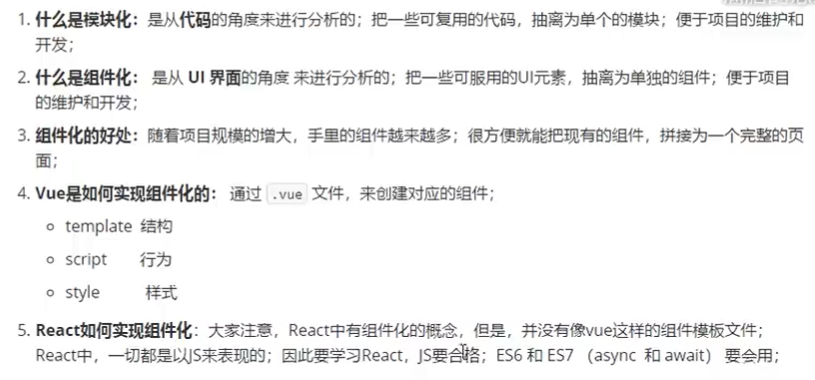 1. 什么是模块化：是从代码的角度来进行分析的；把一些可复用的代码，抽离为单个的模块；便于项目的维护和
开发；
2. 什么是组件化： 是从 UI 界面的角度 来进行分析的；把一些可服用的UI元素，抽离为单独的组件；便于项目
的维护和开发；
3. 组件化的好处：随着项目规模的增大，手里的组件越来越多；很方便就能把现有的组件，拼接为一个完整的页
面；
4. Vue是如何实现组件化的： 通过 .vue 文件，来创建对应的组件；
template 结构
script 行为
style 样式
5. React如何实现组件化：大家注意，React中有组件化的概念，但是，并没有像vue这样的组件模板文件；
React中，一切都是以JS来表现的；因此要学习React，JS要合格；ES6 和 ES7 （async 和 await） 要会用；